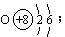 O (+8) 2 6 ;